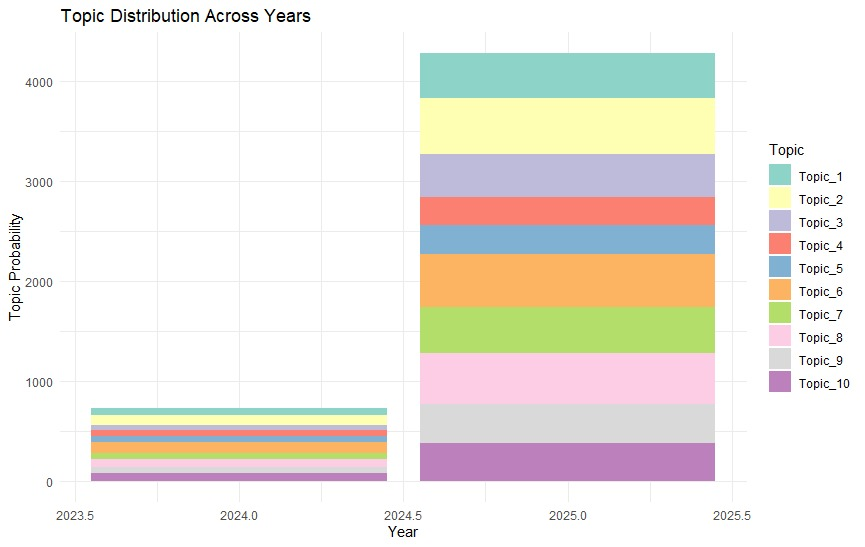 Topic Distribution Across Years
Topic Probability
4000
3000
2000
1000
0
2023.5
2024.0
2024.5
2025.0
2025.5
Year
Topic
Topic_1
Topic_2
Topic_3
Topic_4
Topic_5
Topic_6
Topic_7
Topic_8
Topic_9
Topic_10